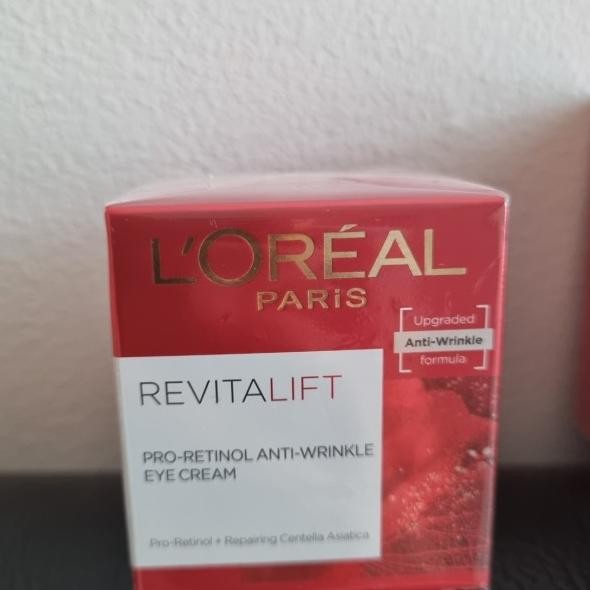 L'ORÉAL
PARiS
Upgraded
Anti-Wrinkle
formula
REVITALIFT
PRO-RETINOL ANTI-WRINKLE
EYE CREAM
Pro-Retinol + Repairing Centella Asiatica